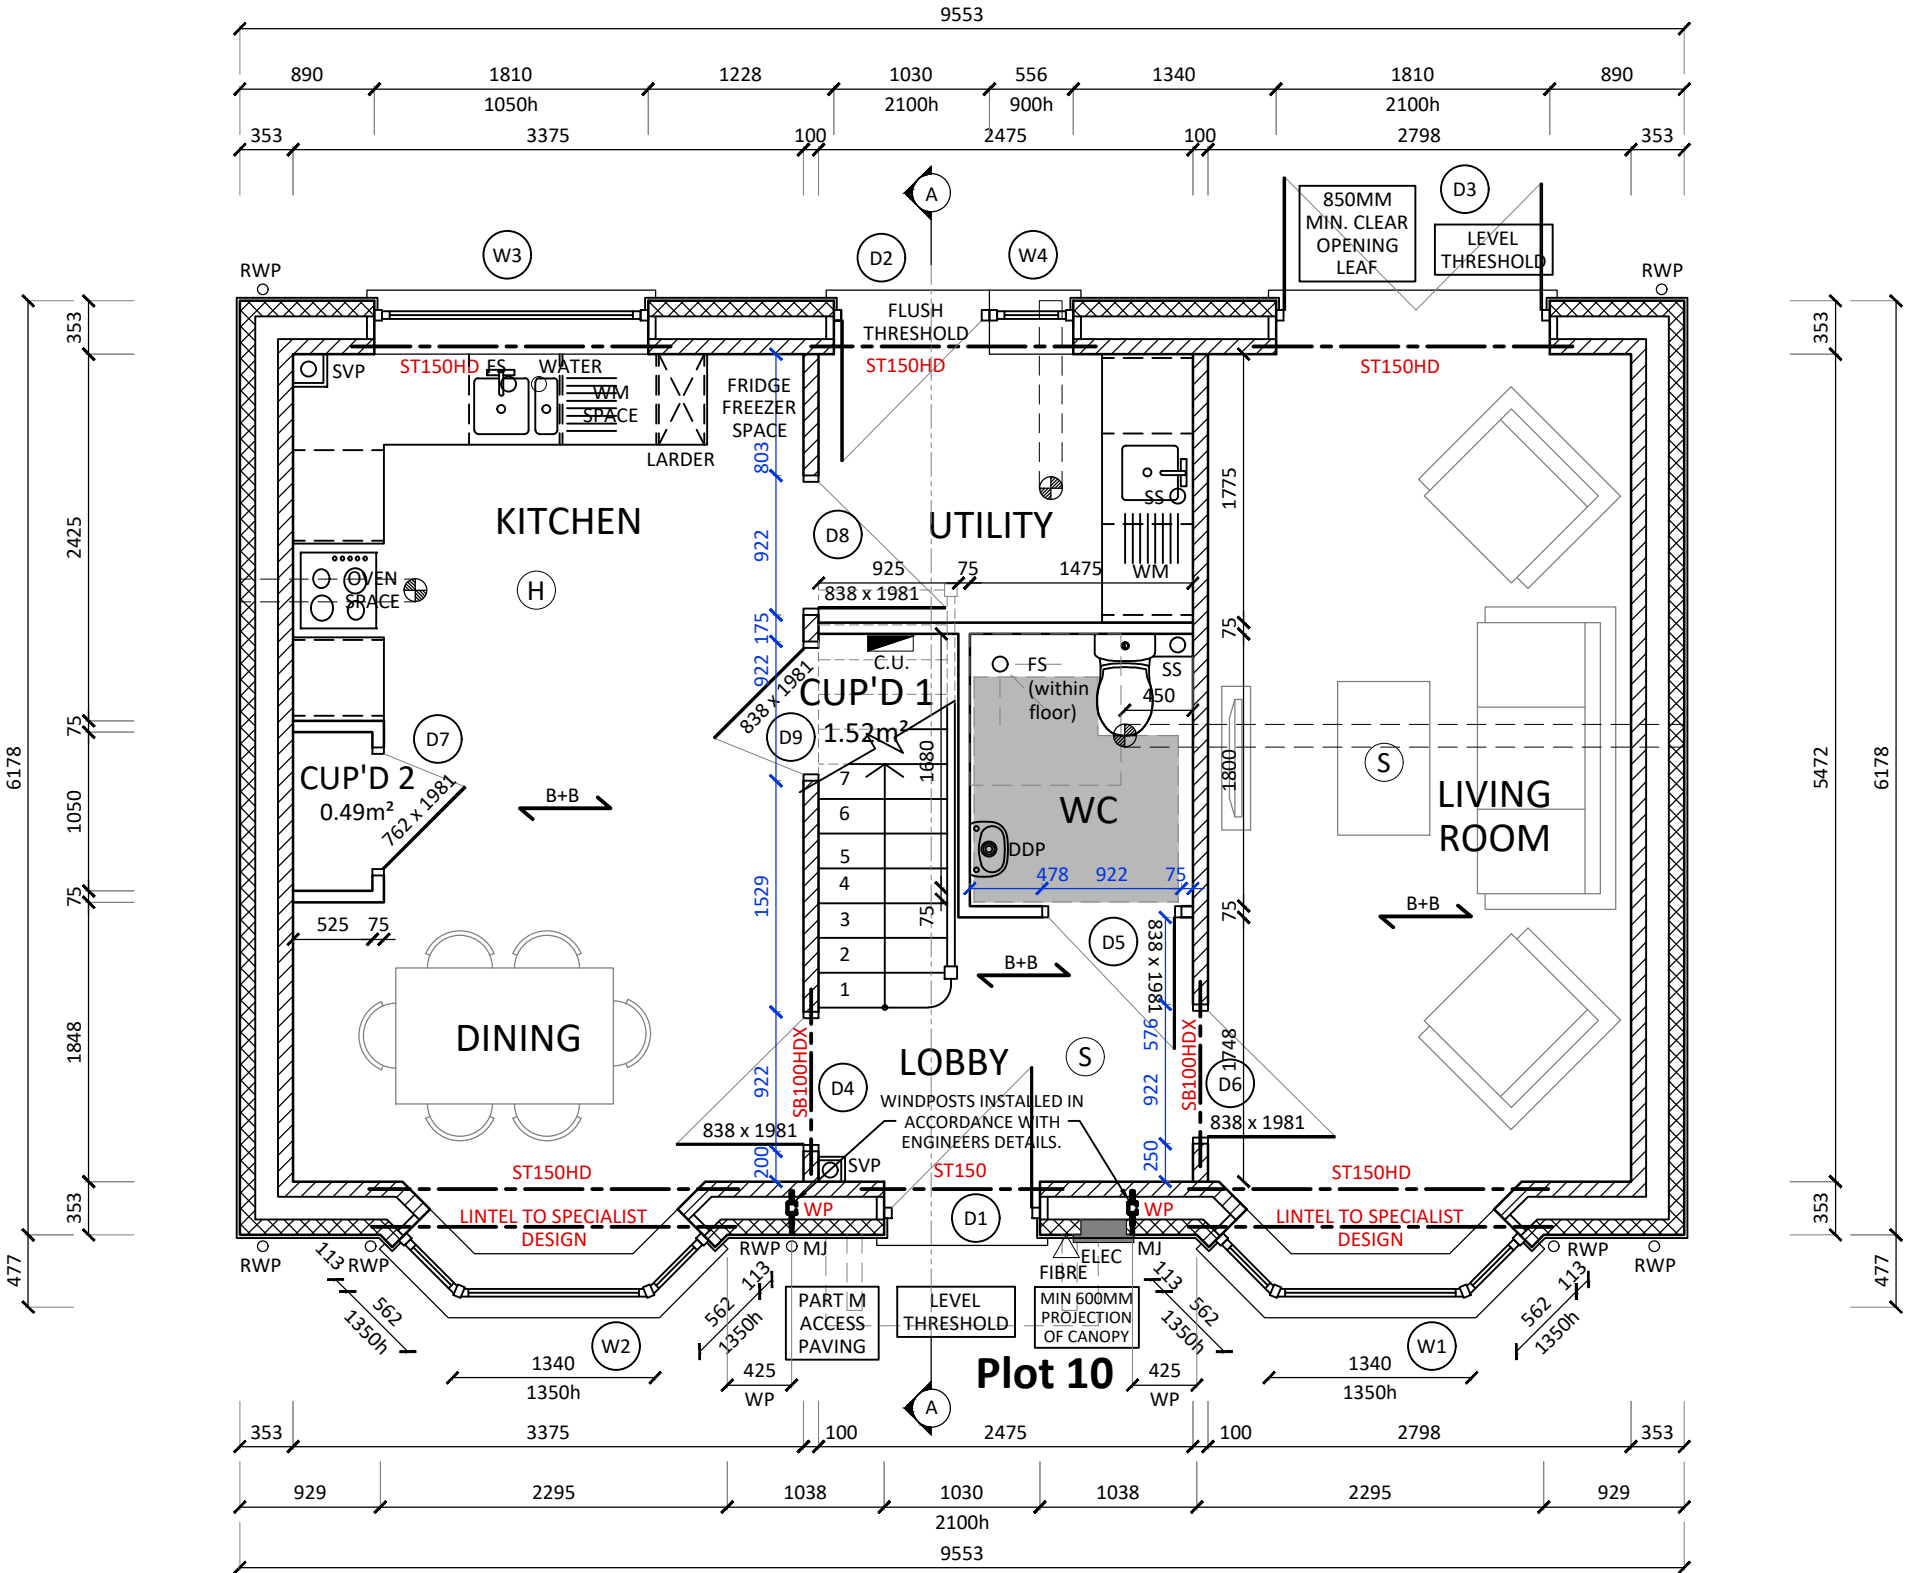 9553
890 1810 1228 1030 556 1340 1810 890
1050h 2100h 900h 2100h
353 3375 100 2475 100 2798 353
A
D3
850MM
MIN. CLEAR
OPENING
LEAF
LEVEL
THRESHOLD
W3
D2
W4
RWP
RWP
FLUSH
THRESHOLD
SVP
ST150HD
FS
WATER
ST150HD
ST150HD
WM
SPACE
FRIDGE
FREEZER
SPACE
LARDER
803
KITCHEN
UTILITY
SS
1775
D8
922
925 75 1475
WM
OVEN
SPACE
H
838 x 1981
175
75
C.U.
CUP'D 1
1.52m²
922
838 x 1981
D9
FS
(within
floor)
SS
450
D7
CUP'D 2
0.49m²
762 x 1981
B+B
1680
1800
S
LIVING
ROOM
WC
DDP
7
6
5
4
3
2
1
478 922 75
1529
75
75
B+B
525 75
D5
838 x 1981
B+B
DINING
LOBBY
S
576
1748
SB100HDX
SB100HDX
922
D4
922
D6
WINDPOSTS INSTALLED IN
ACCORDANCE WITH
ENGINEERS DETAILS.
838 x 1981
838 x 1981
200
250
SVP
ST150HD
ST150
ST150HD
LINTEL TO SPECIALIST
DESIGN
WP
D1
WP
LINTEL TO SPECIALIST
DESIGN
RWP
RWP
RWP
MJ
ELEC
FIBRE
MJ
RWP
RWP
113
562
1350h
113
562
1350h
113
562
1350h
113
562
1350h
PART M
ACCESS
PAVING
LEVEL
THRESHOLD
MIN 600MM
PROJECTION
OF CANOPY
W2
W1
Plot 10
1340
1350h
425
WP
425
WP
1340
1350h
A
353 3375 100 2475 100 2798 353
929 2295 1038 1030 1038 2295 929
2100h
9553
6178
477
353
2425
75
1050
75
1848
353
353
5472
353
6178
477